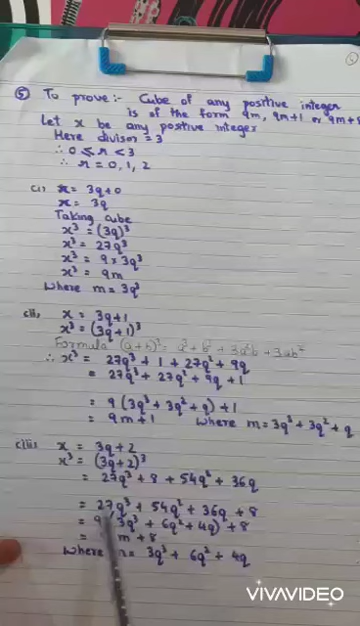 ⑤ To prove :- Cube of any positive integer
is of the form 9m, 9m+1 or 9m+8
Let x be any postive integer
Here divisor = 3
∴ 0 ≤ r < 3
∴ r = 0, 1, 2
(i) x = 3q+0
x = 3q
Taking cube
x³ = (3q)³
x³ = 27q³
x³ = 9 × 3q³
x³ = 9m
Where m = 3q³
(ii) x = 3q+1
x³ = (3q+1)³
Formula (a+b)³ = a³ + b³ + 3a²b + 3ab²
∴ x³ = 27q³ + 1 + 27q² + 9q
= 27q³ + 27q² + 9q + 1
= 9(3q³ + 3q² + q) + 1
= 9m + 1 Where m = 3q³ + 3q² + q
(iii) x = 3q+2
x³ = (3q+2)³
= 27q³ + 8 + 54q² + 36q
= 27q³ + 54q² + 36q + 8
= 9(3q³ + 6q² + 4q) + 8
= m + 8
Where = 3q³ + 6q² + 4q
VIVAVIDEO